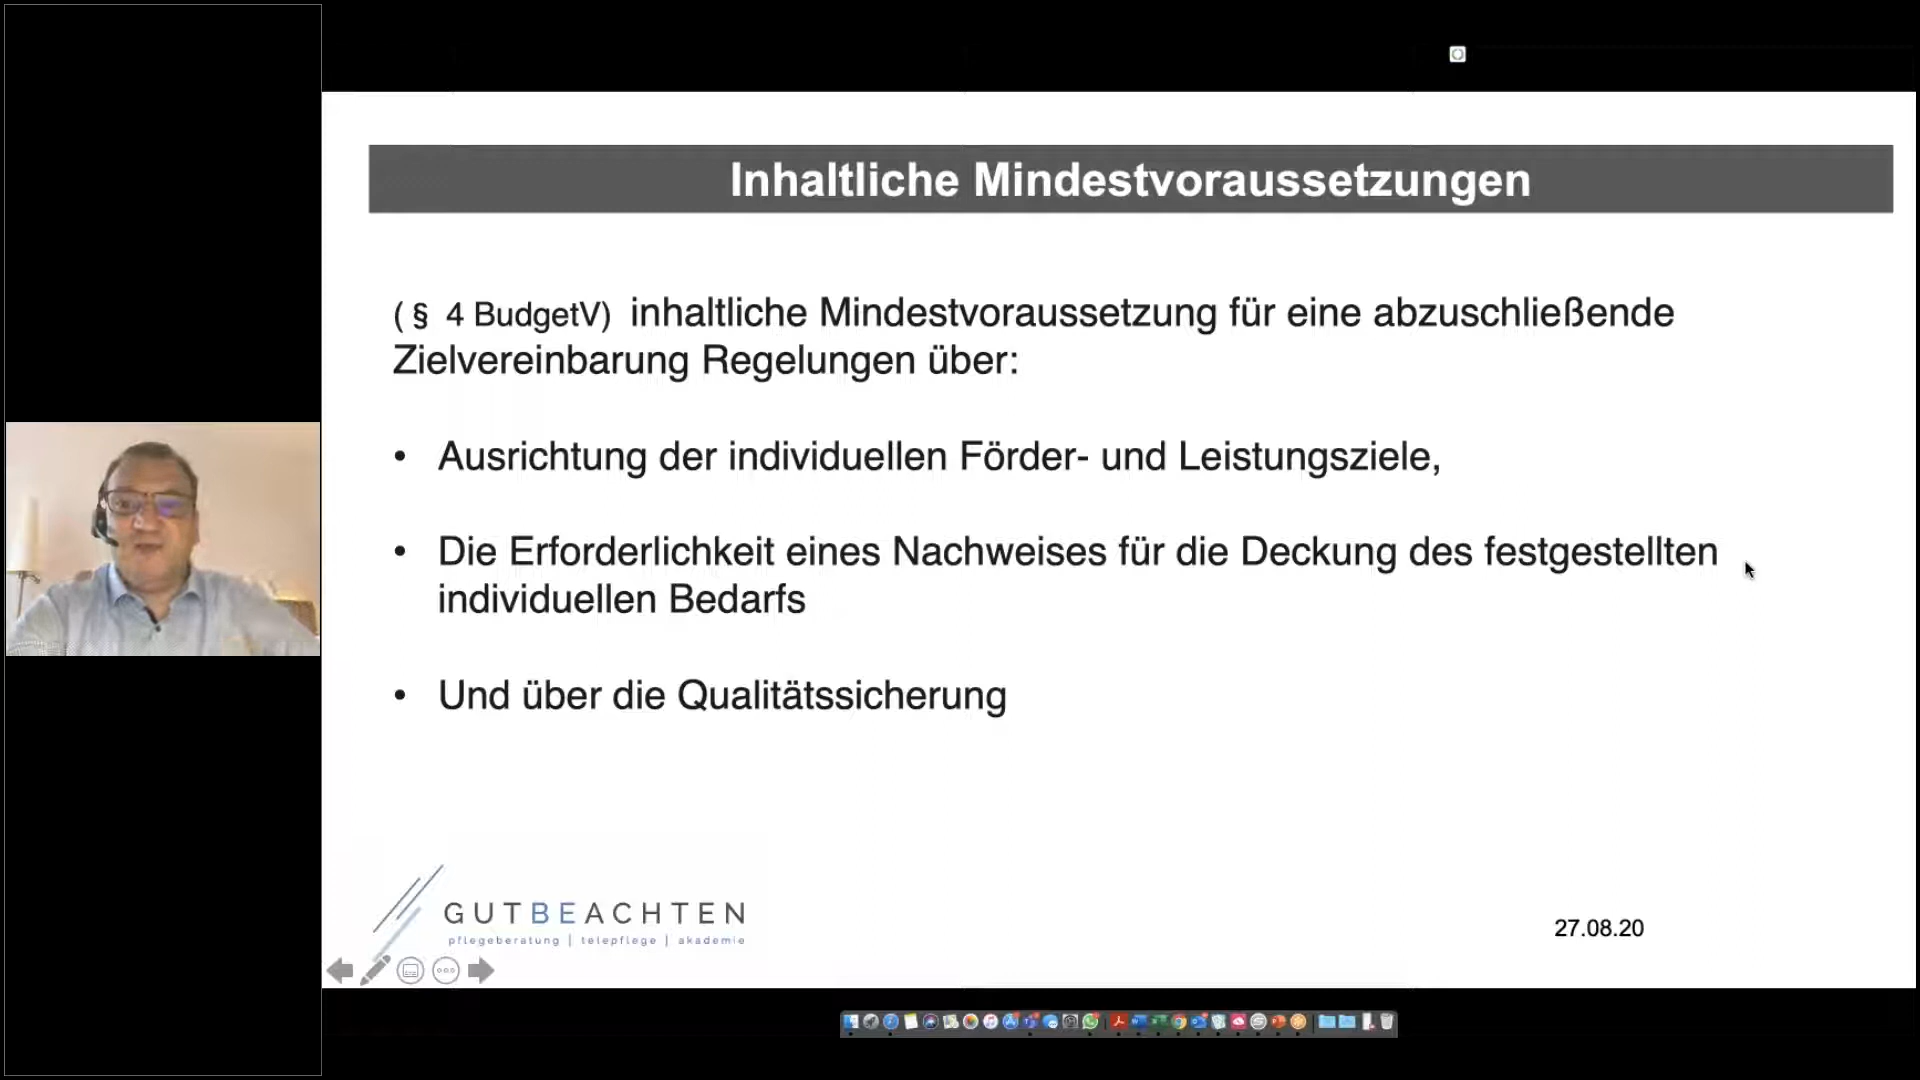 Inhaltliche Mindestvoraussetzungen
( § 4 BudgetV) inhaltliche Mindestvoraussetzung für eine abzuschließende
Zielvereinbarung Regelungen über:
• Ausrichtung der individuellen Förder- und Leistungsziele,
• Die Erforderlichkeit eines Nachweises für die Deckung des festgestellten
individuellen Bedarfs
• Und über die Qualitätssicherung
GUTBEACHTEN
pflegeberatung | telepflege | akademie
27.08.20